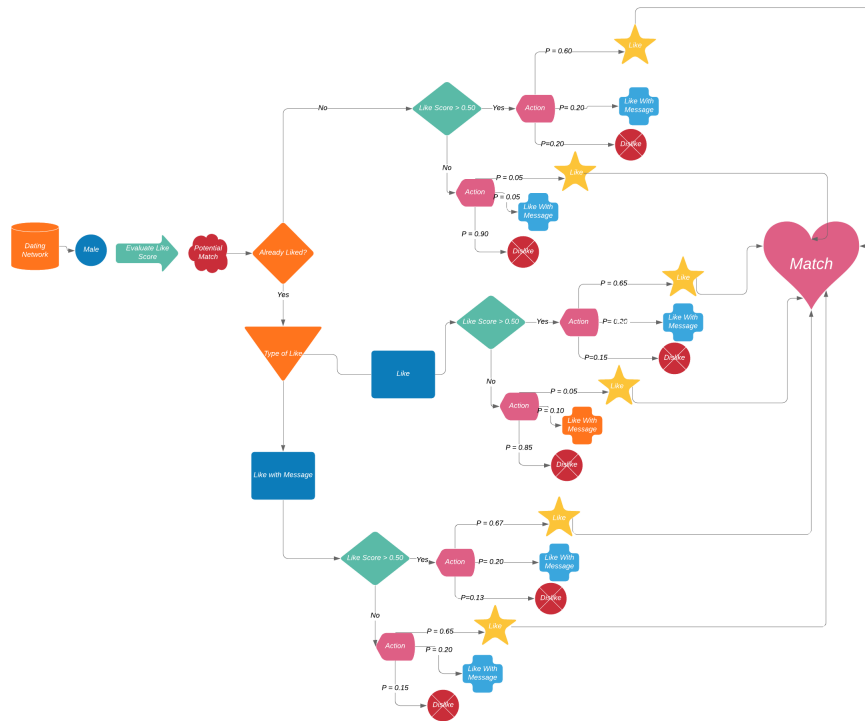 P = 0.60
Like
Like Score > 0.50
Yes
Action
P = 0.20
Like With
Message
No
P=0.20
Dislike
No
P = 0.05
Like
Action
P = 0.05
Like With
Message
P = 0.90
Dislike
Dating
Network
Male
Evaluate Like
Score
Potential
Match
Already Liked?
Match
Yes
P = 0.65
Like
Like Score > 0.50
Yes
Action
P= 0.20
Like With
Message
Type of Like
P=0.15
Dislike
Like
No
P = 0.05
Like
Action
P = 0.10
Like With
Message
P = 0.85
Dislike
Like with Message
P = 0.67
Like
Like Score > 0.50
Yes
Action
P= 0.20
Like With
Message
P=0.13
Dislike
No
P = 0.65
Like
Action
P = 0.20
Like With
Message
P = 0.15
Dislike